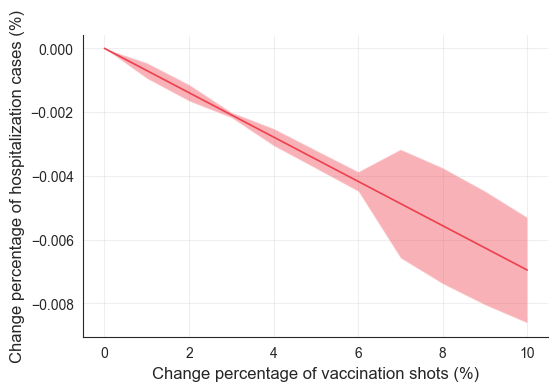 Change percentage of hospitalization cases (%)
0.000
−0.002
−0.004
−0.006
−0.008
0 2 4 6 8 10
Change percentage of vaccination shots (%)